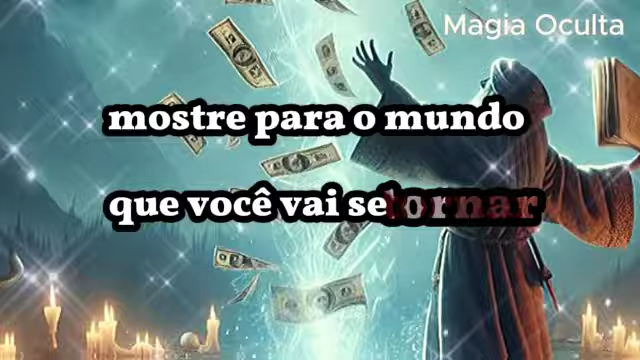 Magia Oculta
mostre para o mundo
que você vai se tornar